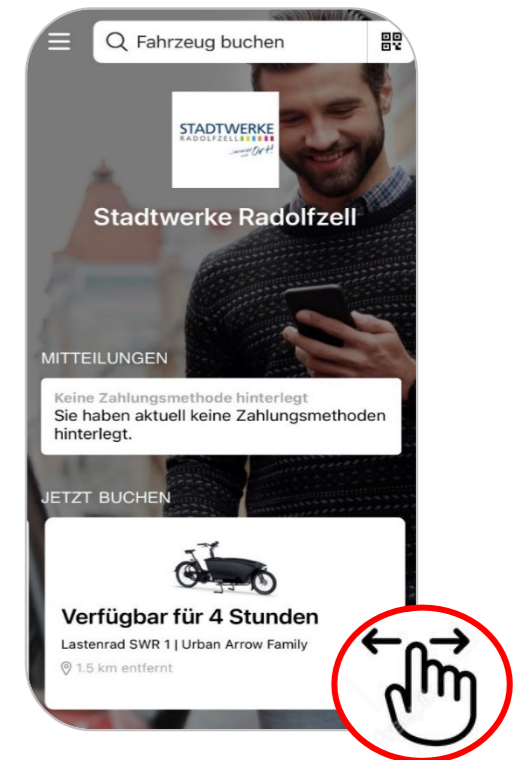 Fahrzeug buchen
STADTWERKE
RADOLFZELL
Stadtwerke Radolfzell
MITTEILUNGEN
Keine Zahlungsmethode hinterlegt
Sie haben aktuell keine Zahlungsmethoden
hinterlegt.
JETZT BUCHEN
Verfügbar für 4 Stunden
Lastenrad SWR 1 | Urban Arrow Family
1.5 km entfernt